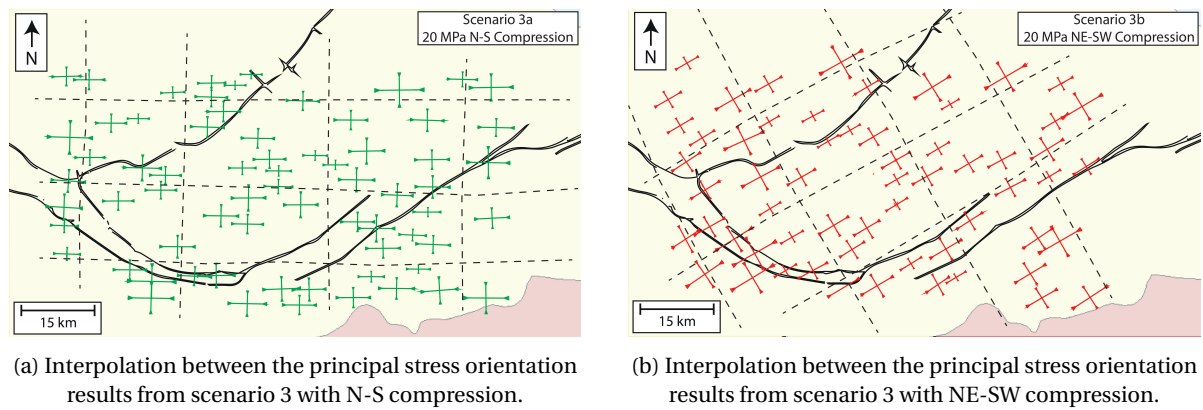 Scenario 3a
20 MPa N-S Compression
N
15 km
(a) Interpolation between the principal stress orientation
results from scenario 3 with N-S compression.
Scenario 3b
20 MPa NE-SW Compression
N
15 km
(b) Interpolation between the principal stress orientation
results from scenario 3 with NE-SW compression.